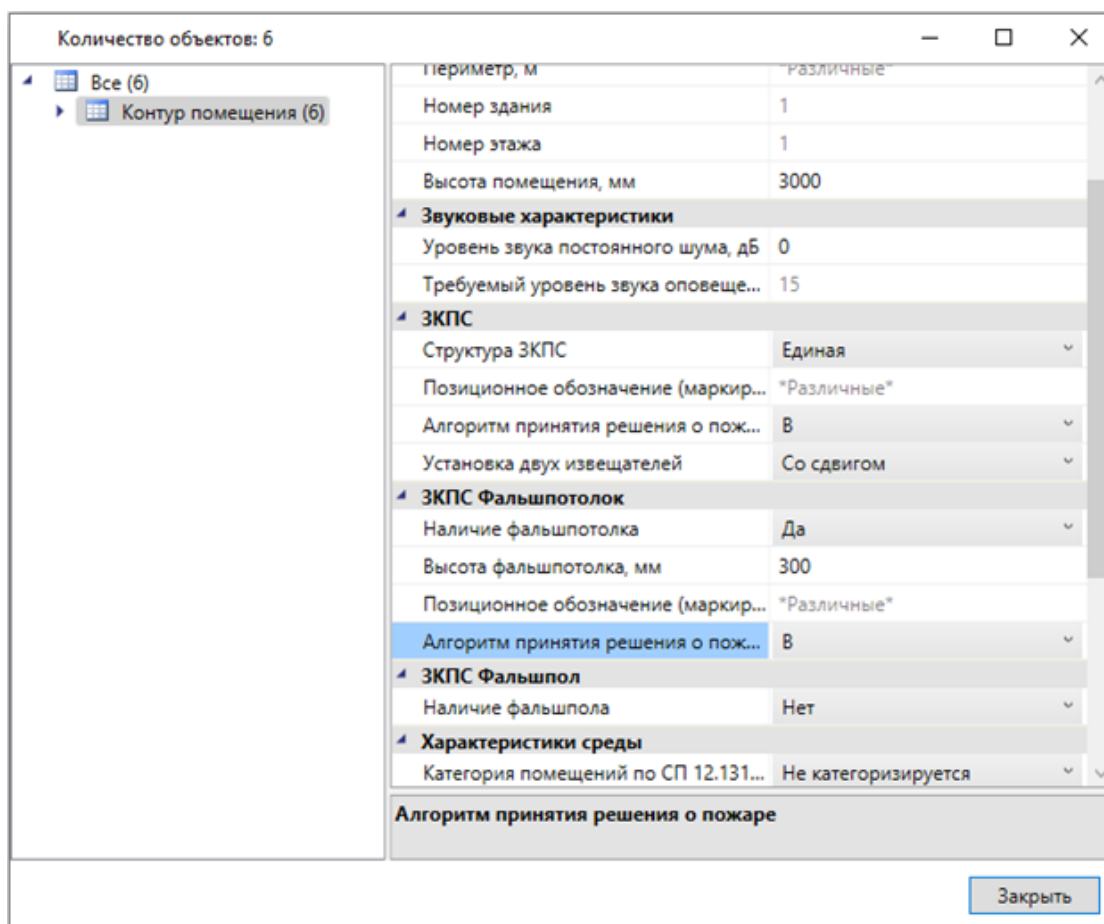 Количество объектов: 6
Все (6)
Контур помещения (6)
Периметр, м *Различные*
Номер здания 1
Номер этажа 1
Высота помещения, мм 3000
Звуковые характеристики
Уровень звука постоянного шума, дБ 0
Требуемый уровень звука оповеще... 15
ЗКПС
Структура ЗКПС Единая
Позиционное обозначение (маркир... *Различные*
Алгоритм принятия решения о пож... В
Установка двух извещателей Со сдвигом
ЗКПС Фальшпотолок
Наличие фальшпотолка Да
Высота фальшпотолка, мм 300
Позиционное обозначение (маркир... *Различные*
Алгоритм принятия решения о пож... В
ЗКПС Фальшпол
Наличие фальшпола Нет
Характеристики среды
Категория помещений по СП 12.131... Не категоризируется
Алгоритм принятия решения о пожаре
Закрыть